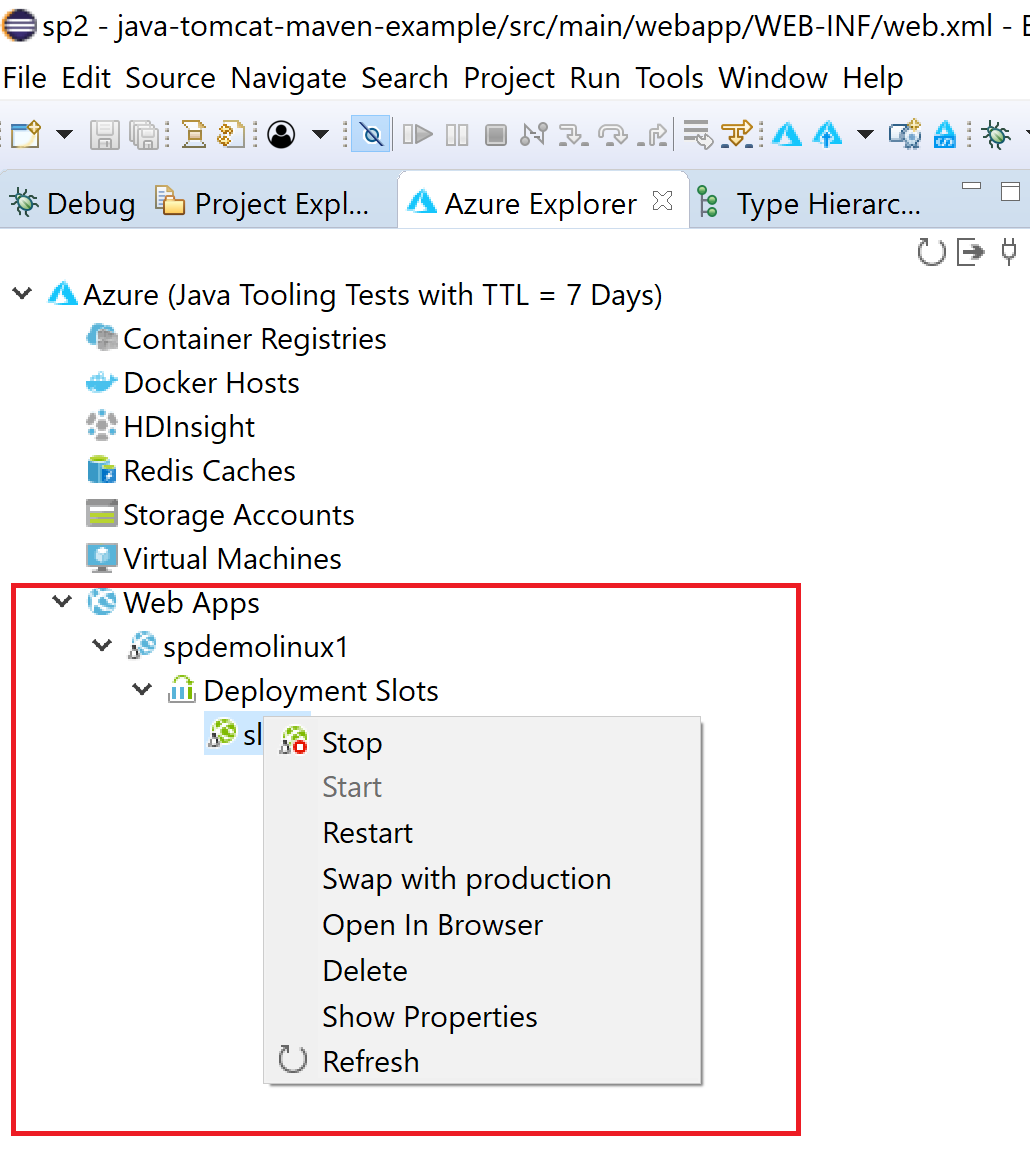 sp2 - java-tomcat-maven-example/src/main/webapp/WEB-INF/web.xml -
File Edit Source Navigate Search Project Run Tools Window Help
Debug Project Expl... Azure Explorer Type Hierarc...
Azure (Java Tooling Tests with TTL = 7 Days)
Container Registries
Docker Hosts
HDInsight
Redis Caches
Storage Accounts
Virtual Machines
Web Apps
spdemolinux1
Deployment Slots
sl
Stop
Start
Restart
Swap with production
Open In Browser
Delete
Show Properties
Refresh